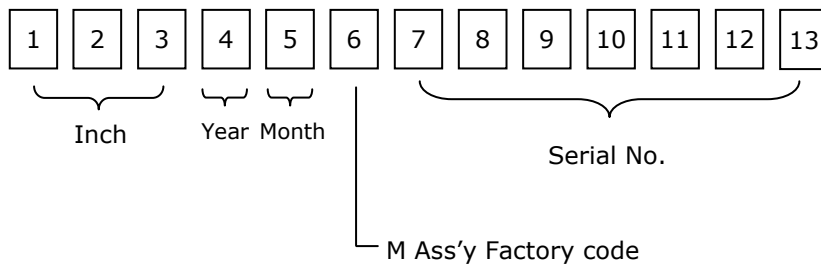 1 2 3 4 5 6 7 8 9 10 11 12 13
Inch Year Month
Serial No.
M Ass’y Factory code